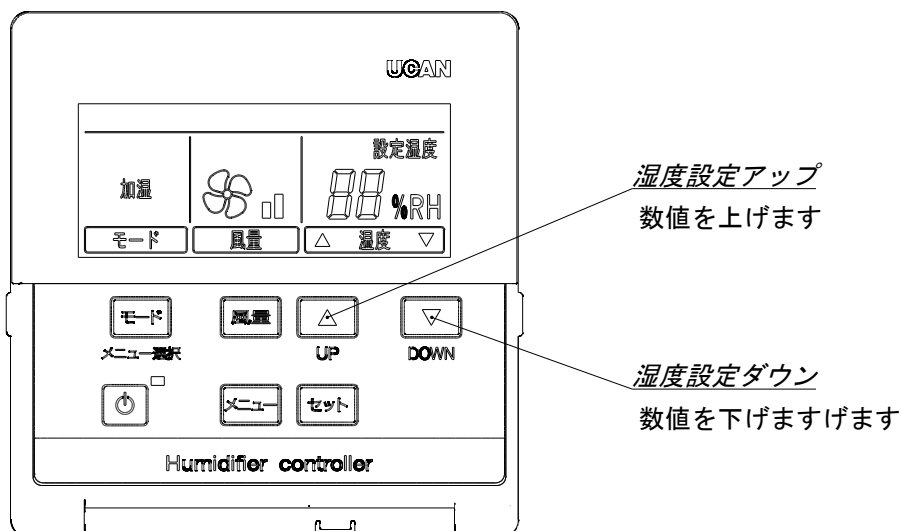 UCAN
設定湿度
加湿
%RH
モード 風量 △ 湿度 ▽
モード 風量 △ ▽
メニュー選択 UP DOWN
メニュー セット
Humidifier controller
湿度設定アップ
数値を上げます
湿度設定ダウン
数値を下げますげます